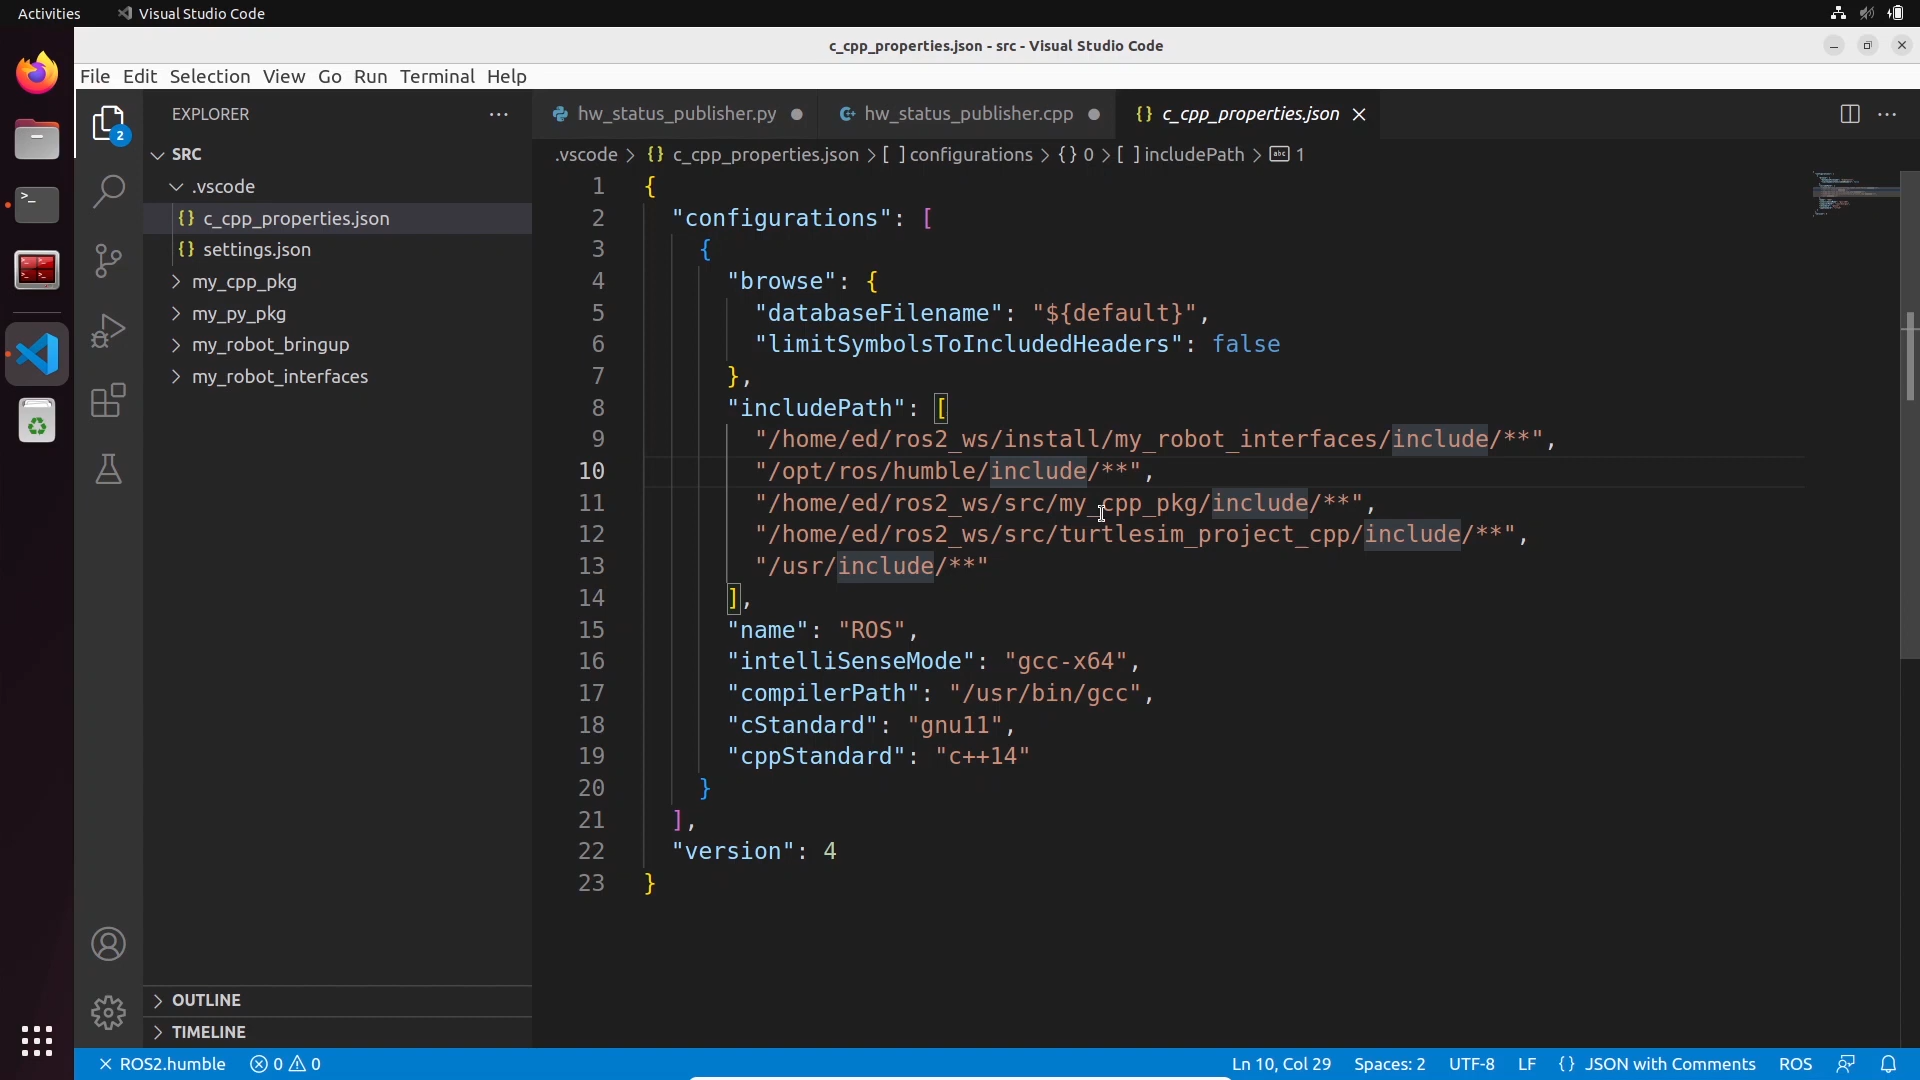 Activities
Visual Studio Code
c_cpp_properties.json - src - Visual Studio Code
File Edit Selection View Go Run Terminal Help
2
EXPLORER
SRC
.vscode
{} c_cpp_properties.json
{} settings.json
my_cpp_pkg
my_py_pkg
my_robot_bringup
my_robot_interfaces
OUTLINE
TIMELINE
hw_status_publisher.py
hw_status_publisher.cpp
{} c_cpp_properties.json
.vscode > {} c_cpp_properties.json > [ ] configurations > {} 0 > [ ] includePath > abc 1
1 {
2 "configurations": [
3 {
4 "browse": {
5 "databaseFilename": "${default}",
6 "limitSymbolsToIncludedHeaders": false
7 },
8 "includePath": [
9 "/home/ed/ros2_ws/install/my_robot_interfaces/include/**",
10 "/opt/ros/humble/include/**",
11 "/home/ed/ros2_ws/src/my_cpp_pkg/include/**",
12 "/home/ed/ros2_ws/src/turtlesim_project_cpp/include/**",
13 "/usr/include/**"
14 ],
15 "name": "ROS",
16 "intelliSenseMode": "gcc-x64",
17 "compilerPath": "/usr/bin/gcc",
18 "cStandard": "gnu11",
19 "cppStandard": "c++14"
20 }
21 ],
22 "version": 4
23 }
ROS2.humble 0 0 Ln 10, Col 29 Spaces: 2 UTF-8 LF {} JSON with Comments ROS